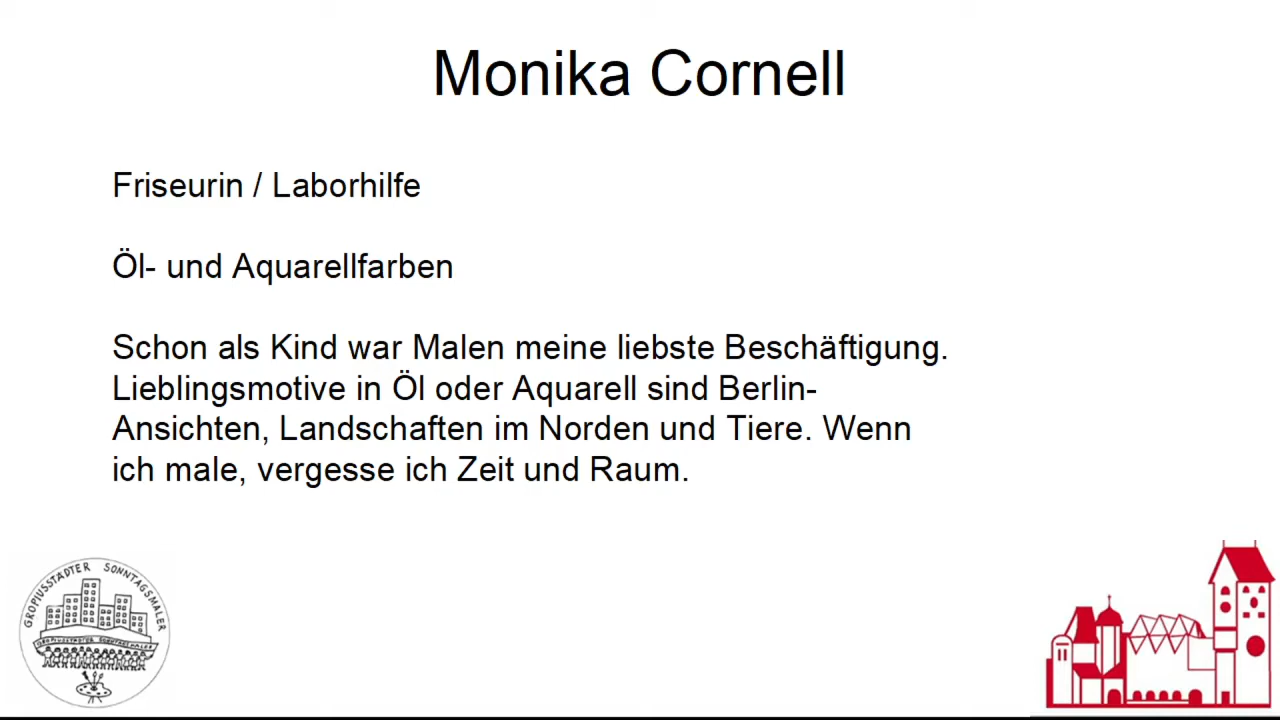 Monika Cornell
Friseurin / Laborhilfe
Öl- und Aquarellfarben
Schon als Kind war Malen meine liebste Beschäftigung.
Lieblingsmotive in Öl oder Aquarell sind Berlin-
Ansichten, Landschaften im Norden und Tiere. Wenn
ich male, vergesse ich Zeit und Raum.
GROPIUSSTÄDTER SONNTAGSMALER
GROPIUSSTÄDTER SONNTAGSMALER